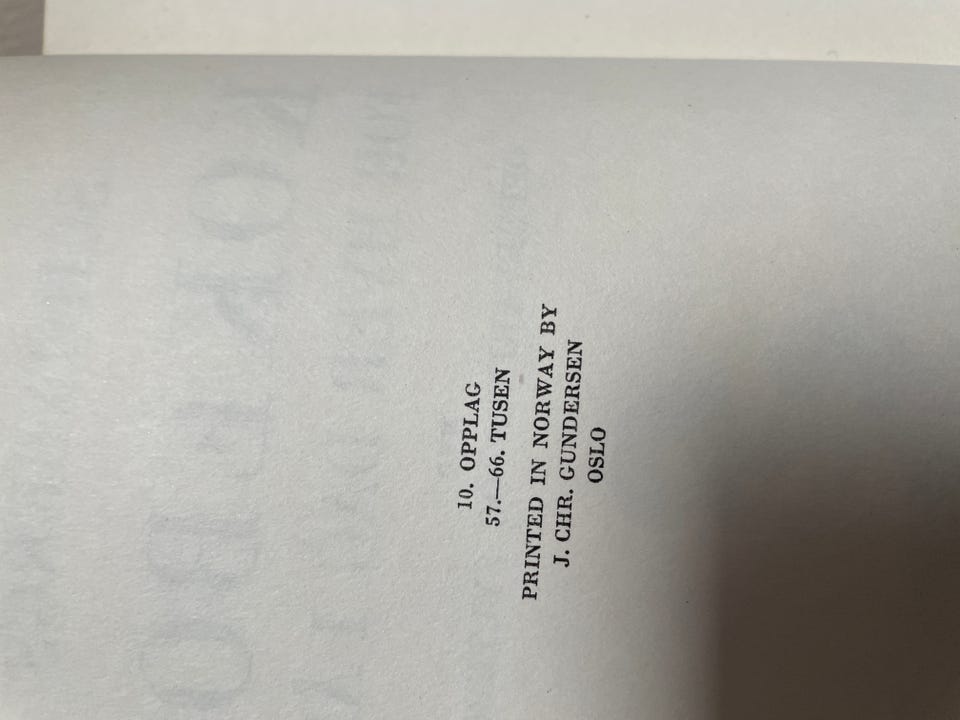 10. OPPLAG
57.—66. TUSEN
PRINTED IN NORWAY BY
J. CHR. GUNDERSEN
OSLO